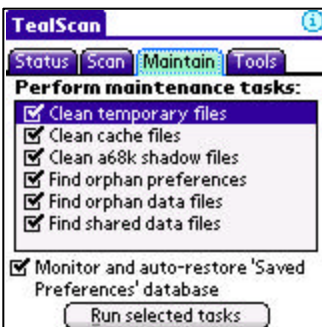 TealScan
Status Scan Maintain Tools
Perform maintenance tasks:
Clean temporary files
Clean cache files
Clean a68k shadow files
Find orphan preferences
Find orphan data files
Find shared data files
Monitor and auto-restore 'Saved
Preferences' database
Run selected tasks